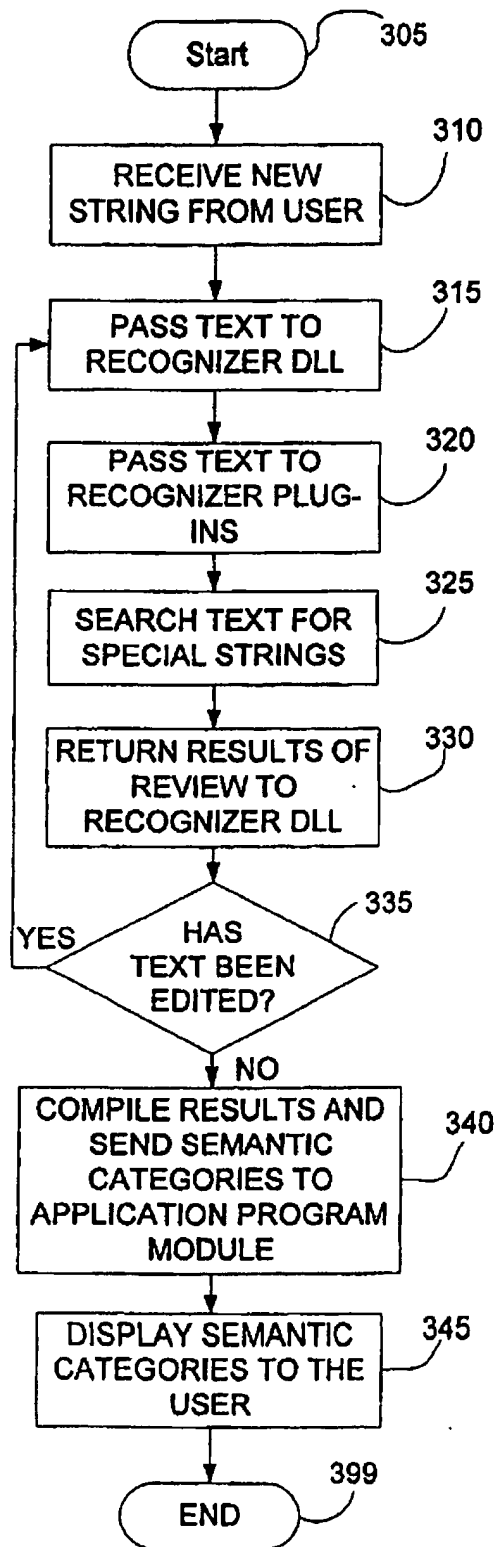 Start
305
310
RECEIVE NEW
STRING FROM USER
315
PASS TEXT TO
RECOGNIZER DLL
320
PASS TEXT TO
RECOGNIZER PLUG-
INS
325
SEARCH TEXT FOR
SPECIAL STRINGS
330
RETURN RESULTS OF
REVIEW TO
RECOGNIZER DLL
335
YES
HAS
TEXT BEEN
EDITED?
NO
COMPILE RESULTS AND
SEND SEMANTIC
CATEGORIES TO
APPLICATION PROGRAM
MODULE
340
DISPLAY SEMANTIC
CATEGORIES TO THE
USER
345
399
END